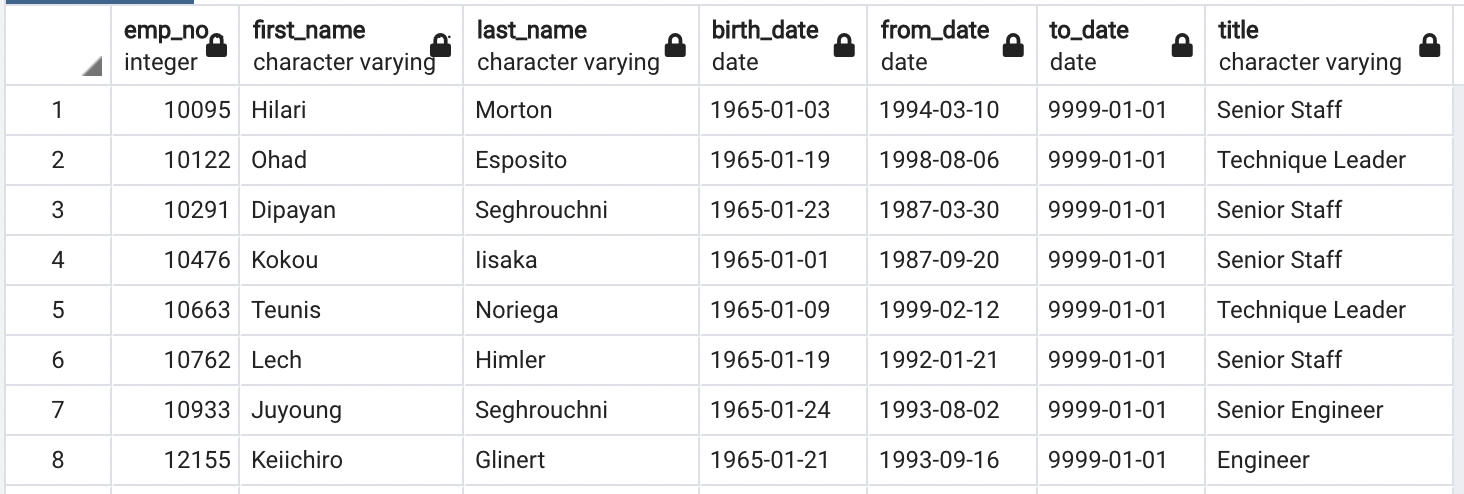 emp_no first_name last_name birth_date from_date to_date title
integer character varying character varying date date date character varying
1 10095 Hilari Morton 1965-01-03 1994-03-10 9999-01-01 Senior Staff
2 10122 Ohad Esposito 1965-01-19 1998-08-06 9999-01-01 Technique Leader
3 10291 Dipayan Seghrouchni 1965-01-23 1987-03-30 9999-01-01 Senior Staff
4 10476 Kokou Iisaka 1965-01-01 1987-09-20 9999-01-01 Senior Staff
5 10663 Teunis Noriega 1965-01-09 1999-02-12 9999-01-01 Technique Leader
6 10762 Lech Himler 1965-01-19 1992-01-21 9999-01-01 Senior Staff
7 10933 Juyoung Seghrouchni 1965-01-24 1993-08-02 9999-01-01 Senior Engineer
8 12155 Keiichiro Glinert 1965-01-21 1993-09-16 9999-01-01 Engineer